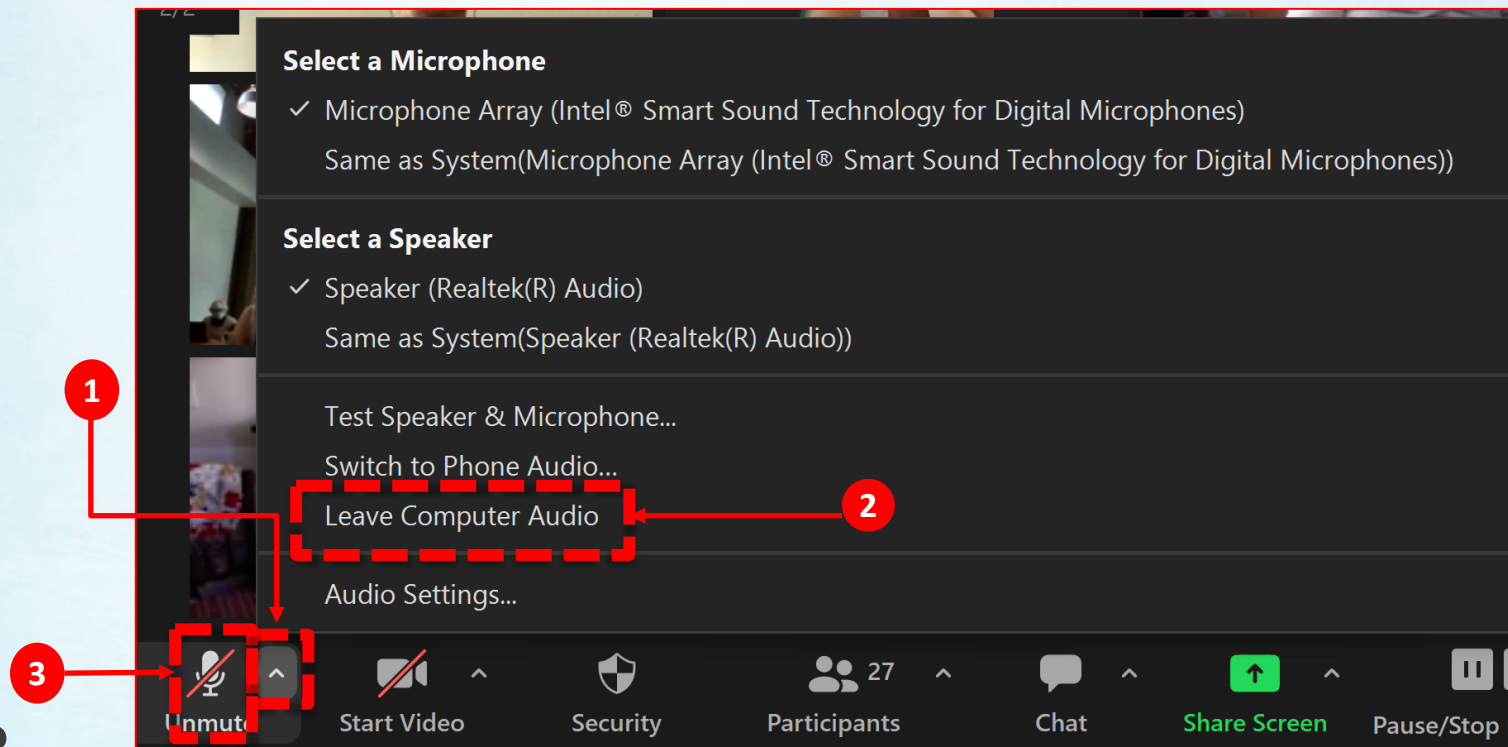 2/2
Select a Microphone
✓ Microphone Array (Intel® Smart Sound Technology for Digital Microphones)
Same as System(Microphone Array (Intel® Smart Sound Technology for Digital Microphones))
Select a Speaker
✓ Speaker (Realtek(R) Audio)
Same as System(Speaker (Realtek(R) Audio))
1
Test Speaker & Microphone...
Switch to Phone Audio...
Leave Computer Audio
2
Audio Settings...
3
27
Unmute
Start Video
Security
Participants
Chat
Share Screen
Pause/Stop